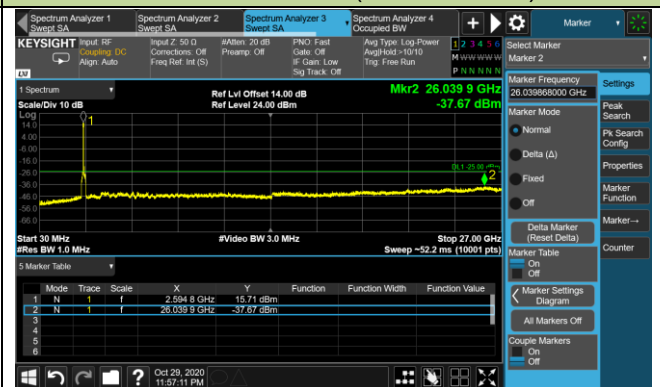 Spectrum Analyzer 1
Swept SA
Spectrum Analyzer 2
Swept SA
Spectrum Analyzer 3
Swept SA
Spectrum Analyzer 4
Occupied BW
Marker
KEYSIGHT
Input: RF
Coupling: DC
Align: Auto
Input Z: 50 Ω
Corrections: Off
Freq Ref: Int (S)
#Atten: 20 dB
Preamp: Off
PNO: Fast
Gate: Off
IF Gain: Low
Sig Track: Off
Avg Type: Log-Power
Avg|Hold:>10/10
Trig: Free Run
1 2 3 4 5 6
M W W W W W
P N N N N N
LXI
Select Marker
Marker 2
1 Spectrum
Scale/Div 10 dB
Ref Lvl Offset 14.00 dB
Ref Level 24.00 dBm
Mkr2 26.039 9 GHz
-37.67 dBm
Log
14.0
4.00
-6.00
-16.0
-26.0
-36.0
-46.0
-56.0
-66.0
1
DL1 -25.00 dBm
2
Start 30 MHz
#Res BW 1.0 MHz
#Video BW 3.0 MHz
Stop 27.00 GHz
Sweep ~52.2 ms (10001 pts)
5 Marker Table
Mode Trace Scale X Y Function Function Width Function Value
1 N 1 f 2.594 8 GHz 15.71 dBm
2 N 1 f 26.039 9 GHz -37.67 dBm
3
4
5
6
Marker Frequency
26.039868000 GHz
Marker Mode
Normal
Delta (Δ)
Fixed
Off
Delta Marker
(Reset Delta)
Marker Table
On
Off
Marker Settings
Diagram
All Markers Off
Couple Markers
On
Off
Settings
Peak
Search
Pk Search
Config
Properties
Marker
Function
Marker→
Counter
?
Oct 29, 2020
11:57:11 PM